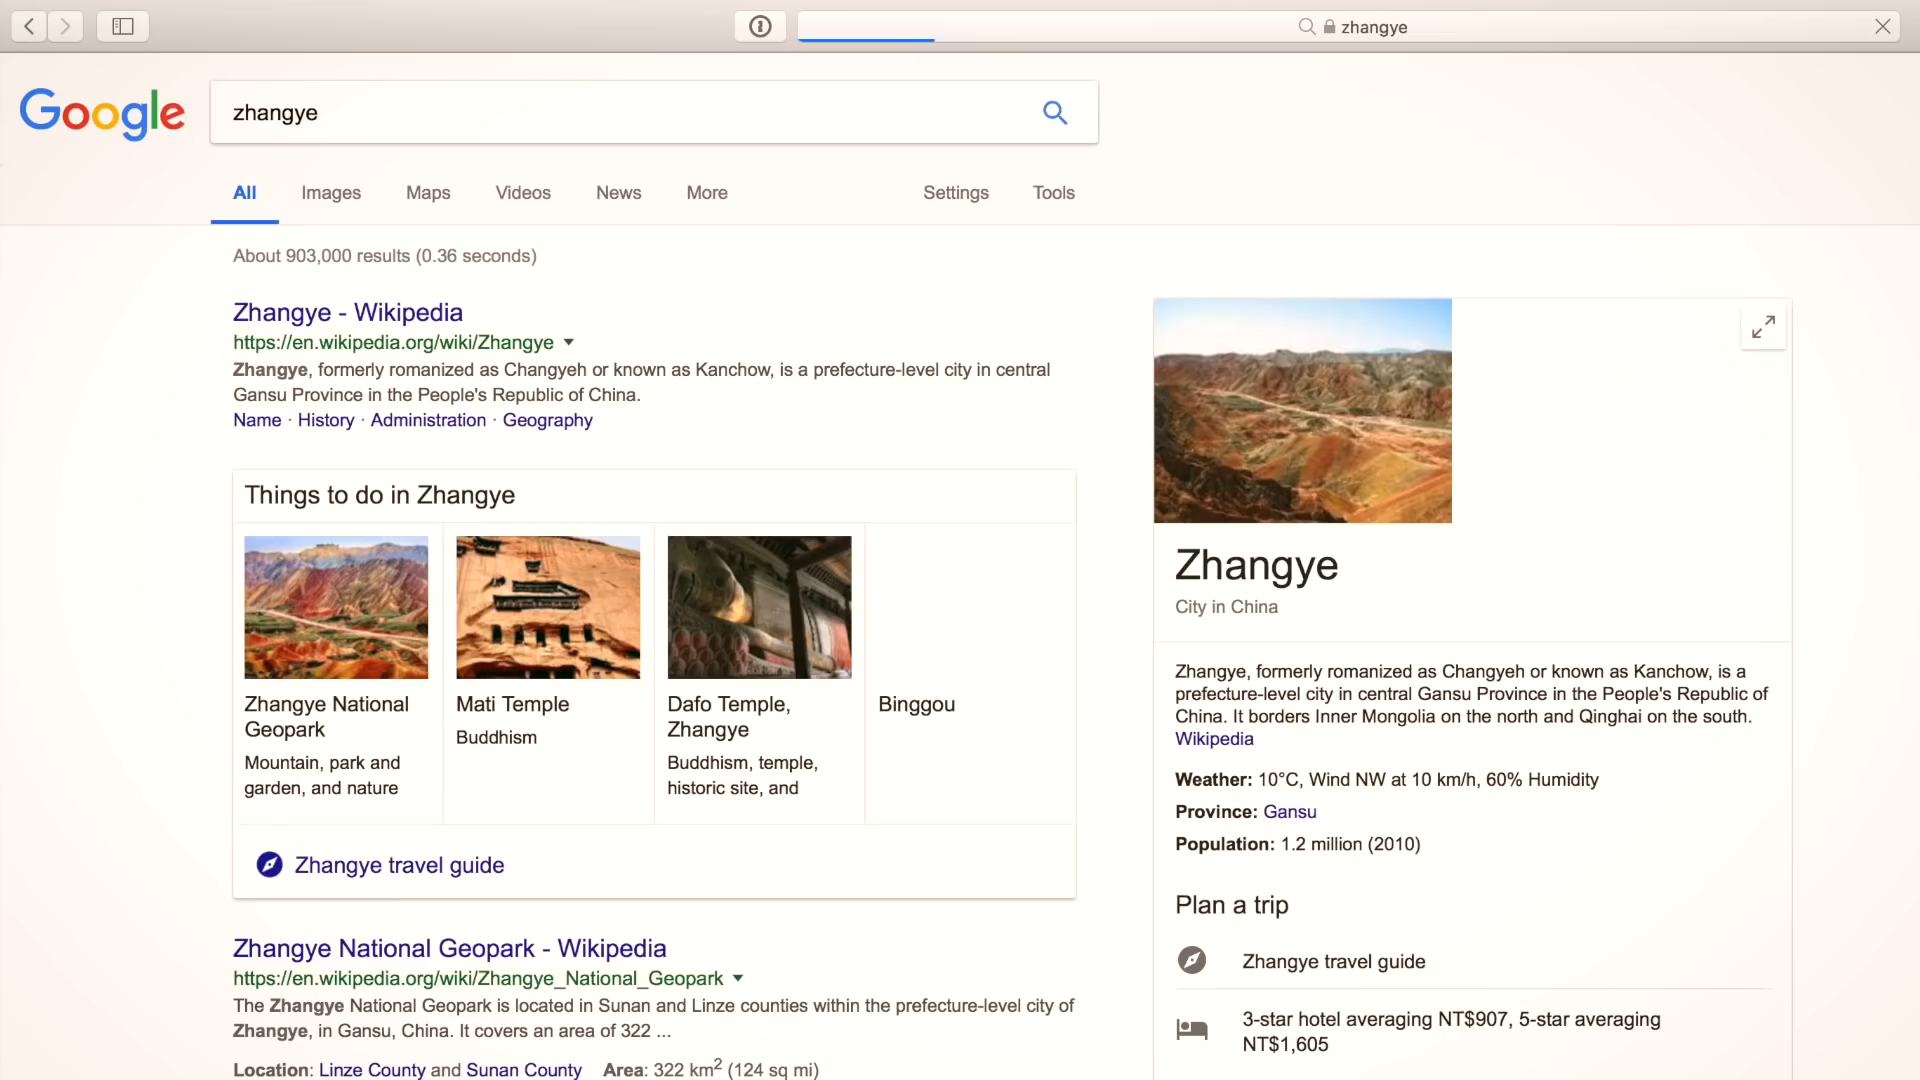 zhangye
Google
zhangye
All Images Maps Videos News More Settings Tools
About 903,000 results (0.36 seconds)
Zhangye - Wikipedia
https://en.wikipedia.org/wiki/Zhangye
Zhangye, formerly romanized as Changyeh or known as Kanchow, is a prefecture-level city in central
Gansu Province in the People's Republic of China.
Name · History · Administration · Geography
Things to do in Zhangye
Zhangye National
Geopark
Mountain, park and
garden, and nature
Mati Temple
Buddhism
Dafo Temple,
Zhangye
Buddhism, temple,
historic site, and
Binggou
Zhangye travel guide
Zhangye National Geopark - Wikipedia
https://en.wikipedia.org/wiki/Zhangye_National_Geopark
The Zhangye National Geopark is located in Sunan and Linze counties within the prefecture-level city of
Zhangye, in Gansu, China. It covers an area of 322 ...
Location: Linze County and Sunan County Area: 322 km² (124 sq mi)
Zhangye
City in China
Zhangye, formerly romanized as Changyeh or known as Kanchow, is a
prefecture-level city in central Gansu Province in the People's Republic of
China. It borders Inner Mongolia on the north and Qinghai on the south.
Wikipedia
Weather: 10°C, Wind NW at 10 km/h, 60% Humidity
Province: Gansu
Population: 1.2 million (2010)
Plan a trip
Zhangye travel guide
3-star hotel averaging NT$907, 5-star averaging
NT$1,605